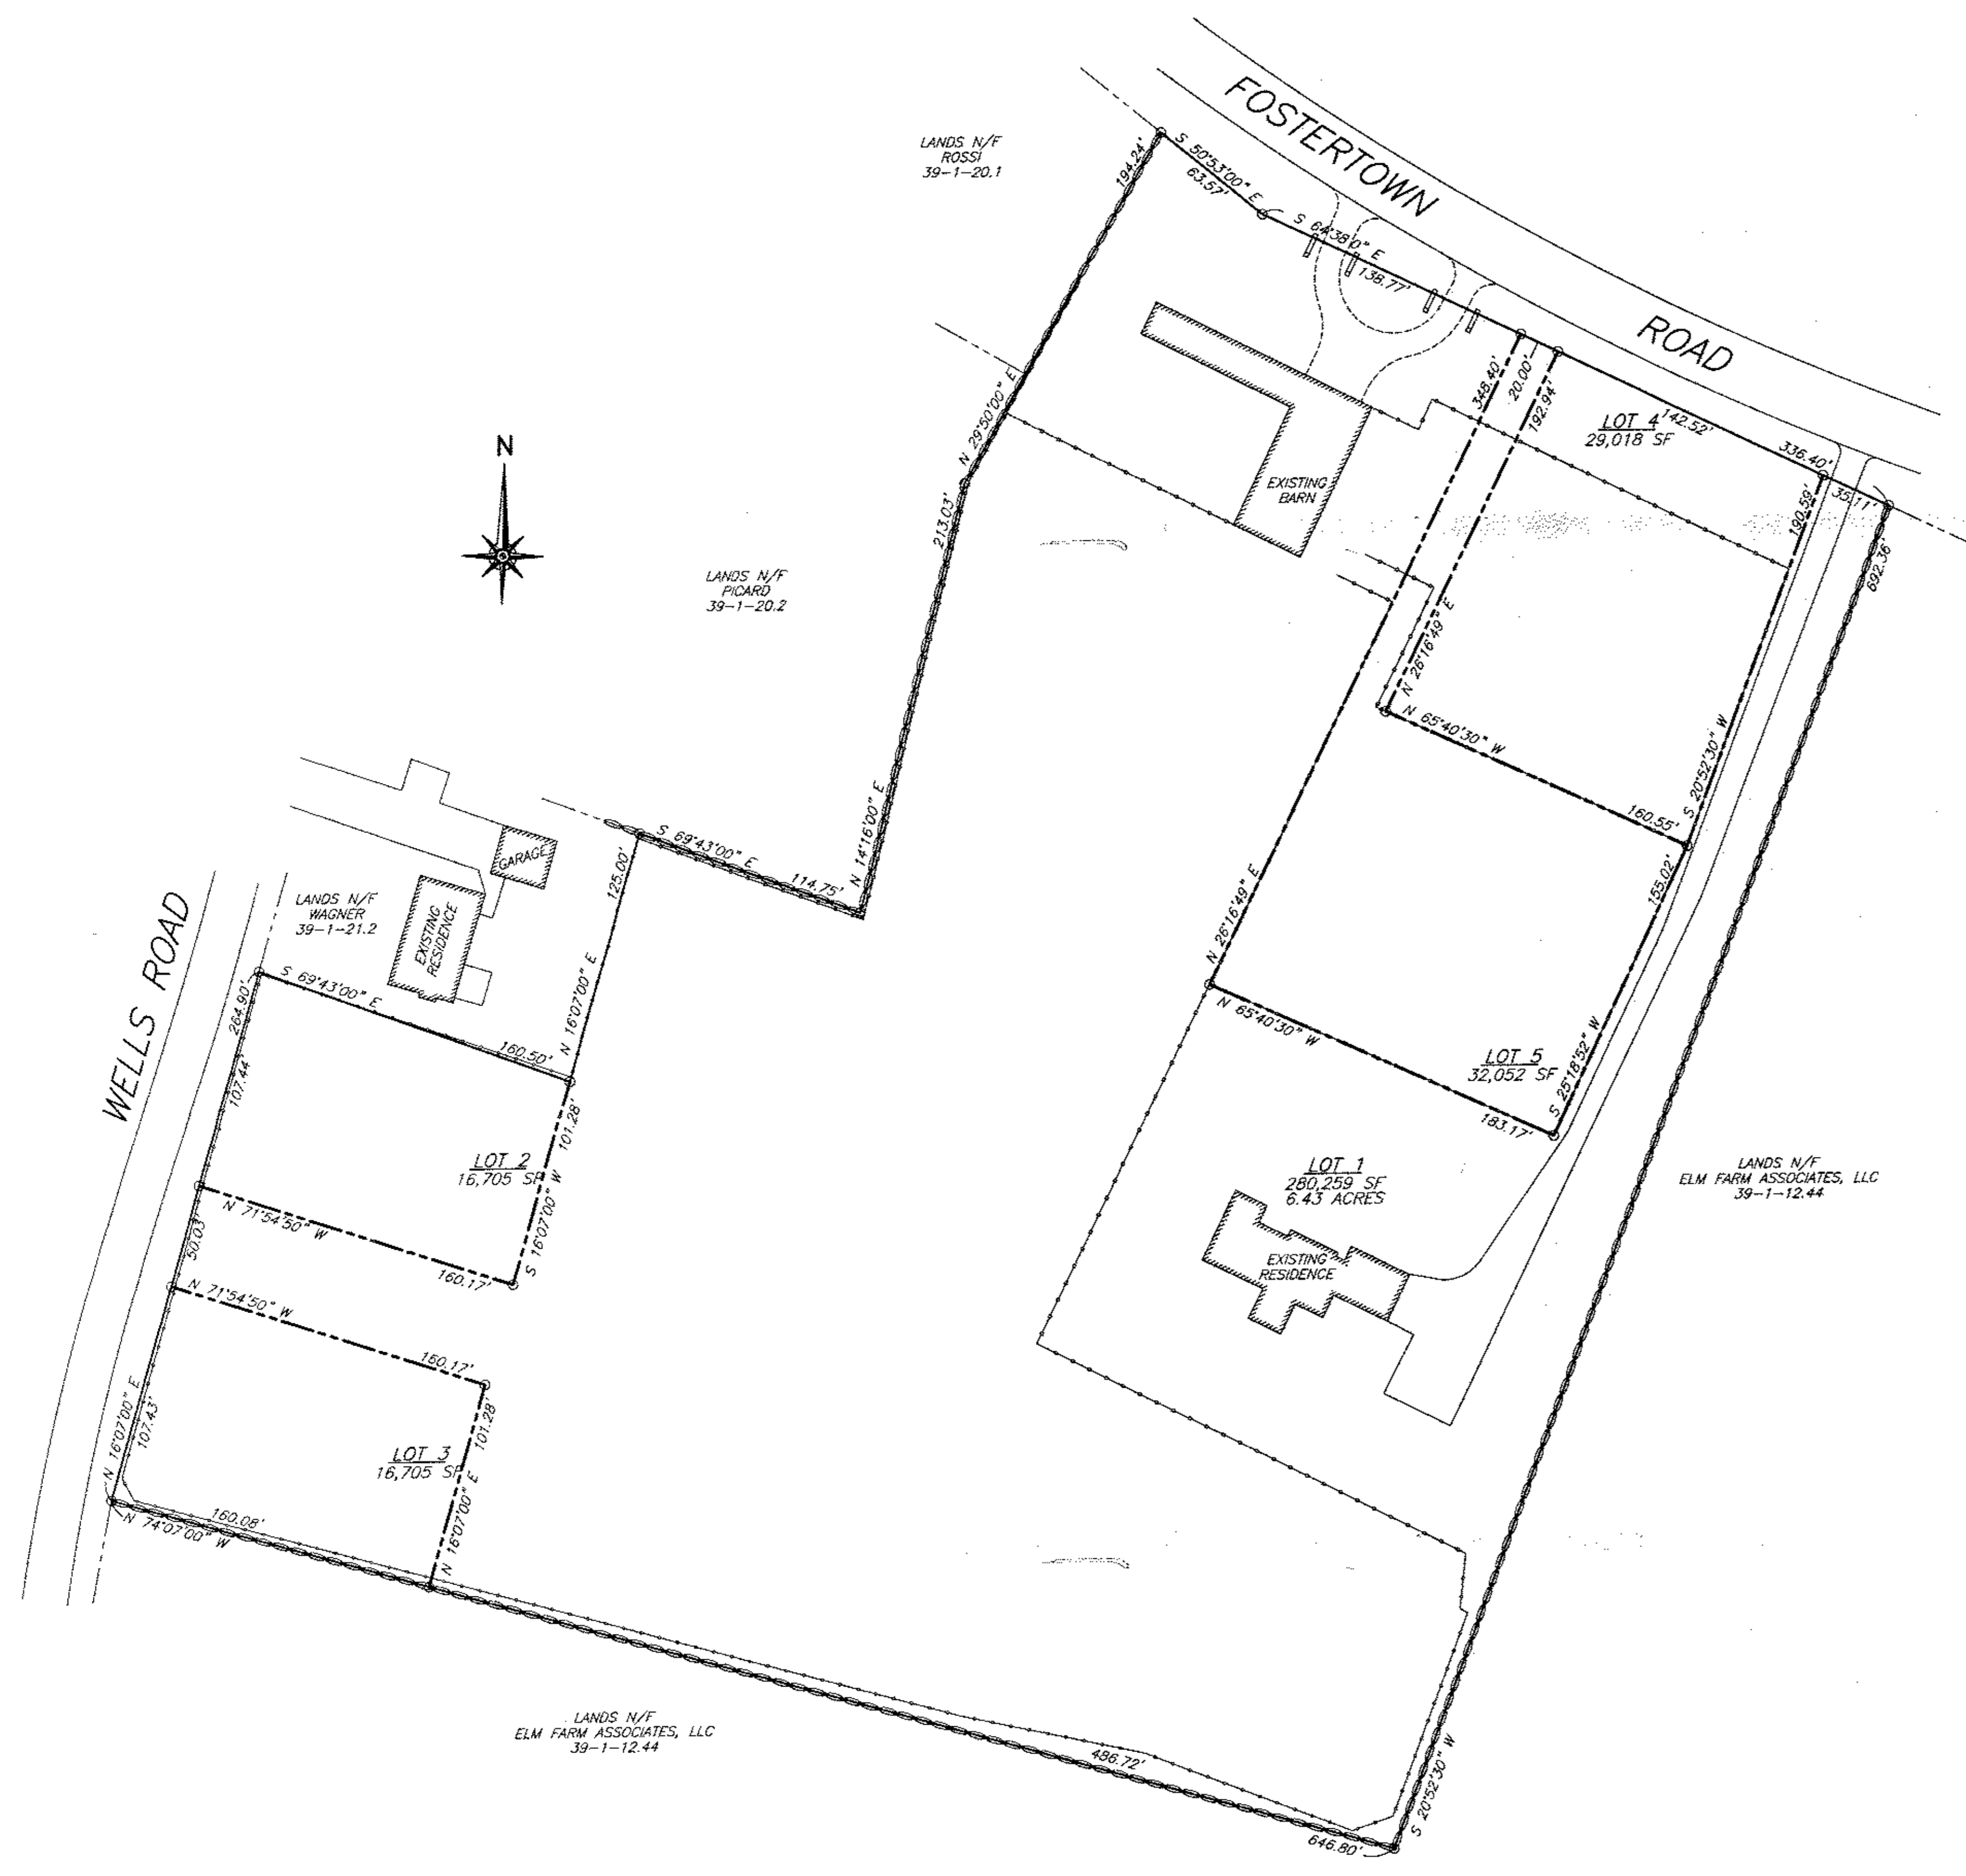 FOSTERTOWN
ROAD
LANDS N/F
ROSSI
39-1-20.1
194.24'
S 50°53'00" E
63.57'
S 64°38'0" E
138.77'
348.40'
20.00'
192.94'
LOT 4
29,018 SF
142.52'
336.40'
35.11'
190.59'
692.36'
N 29°50'00" E
EXISTING
BARN
N
213.03'
LANDS N/F
PICARD
39-1-20.2
N 26°16'49" E
N 65°40'30" W
160.55'
S 20°52'30" W
155.02'
N 14°16'00" E
S 69°43'00" E
114.75'
125.00'
GARAGE
LANDS N/F
WAGNER
39-1-21.2
EXISTING
RESIDENCE
WELLS ROAD
N 26°16'49" E
N 65°40'30" W
183.17'
LOT 5
32,052 SF
S 25°18'52" W
264.90'
S 69°43'00" E
160.50'
N 16°07'00" E
107.44'
101.28'
LOT 2
16,705 SF
S 16°07'00" W
N 71°54'50" W
160.17'
50.03'
N 71°54'50" W
160.17'
LOT 1
280,259 SF
6.43 ACRES
EXISTING
RESIDENCE
LANDS N/F
ELM FARM ASSOCIATES, LLC
39-1-12.44
N 16°07'00" E
107.43'
101.28'
LOT 3
16,705 SF
N 16°07'00" E
160.08'
N 74°07'00" W
LANDS N/F
ELM FARM ASSOCIATES, LLC
39-1-12.44
486.72'
646.80'
S 20°52'30" W